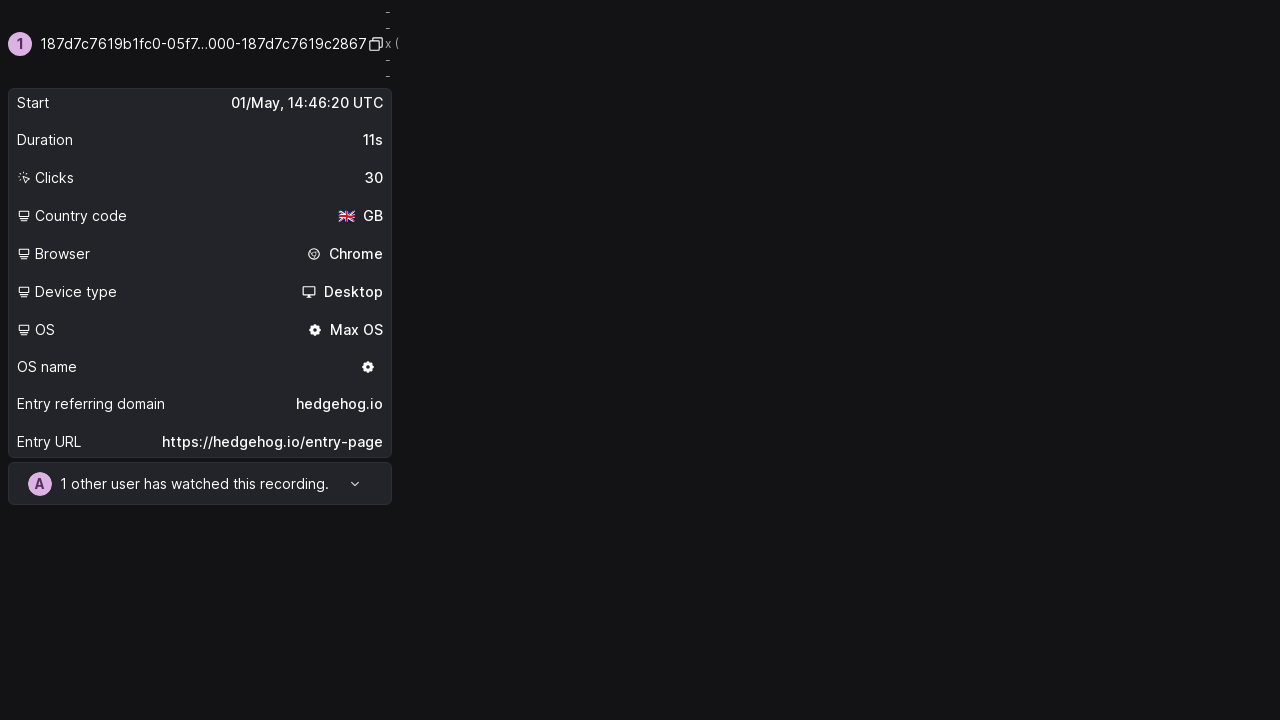 -
-
1 187d7c7619b1fc0-05f7...000-187d7c7619c2867 x (
-
-
Start 01/May, 14:46:20 UTC
Duration 11s
Clicks 30
Country code GB
Browser Chrome
Device type Desktop
OS Max OS
OS name
Entry referring domain hedgehog.io
Entry URL https://hedgehog.io/entry-page
A 1 other user has watched this recording.